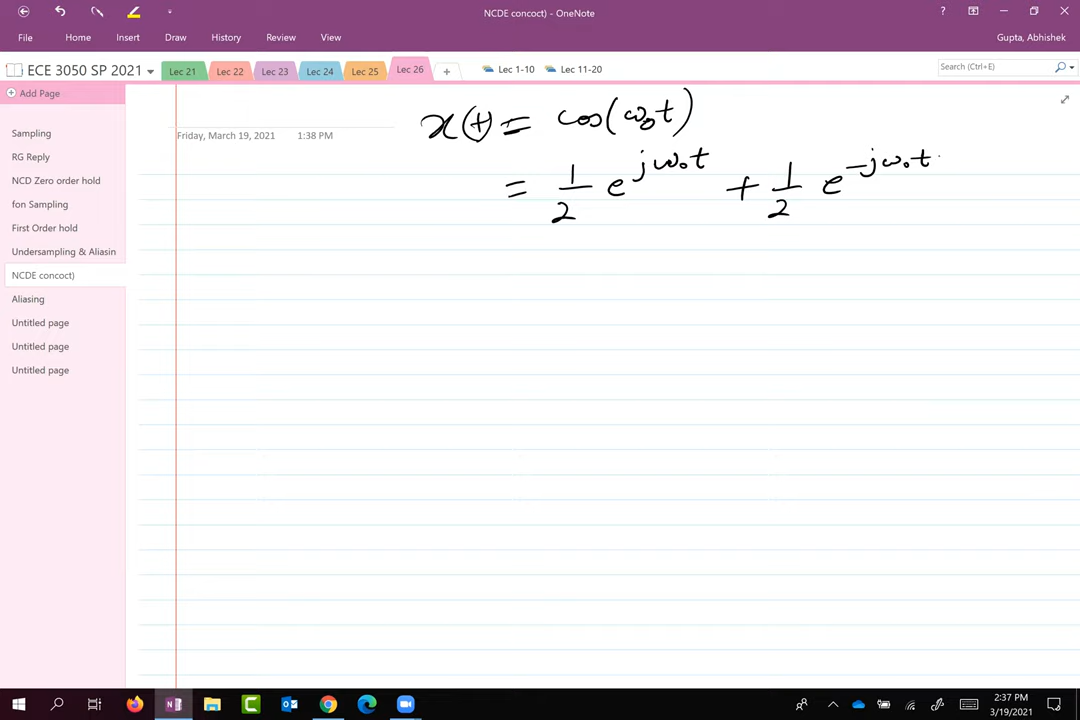 NCDE concoct) - OneNote
?
File Home Insert Draw History Review View
Gupta, Abhishek
ECE 3050 SP 2021
Lec 21 Lec 22 Lec 23 Lec 24 Lec 25 Lec 26 + Lec 1-10 Lec 11-20
Search (Ctrl+E)
Add Page
Friday, March 19, 2021 1:38 PM
Sampling
RG Reply
NCD Zero order hold
fon Sampling
First Order hold
Undersampling & Aliasin
NCDE concoct)
Aliasing
Untitled page
Untitled page
Untitled page
x(t) = cos(ω₀t)
= 1/2 e^{jω₀t} + 1/2 e^{-jω₀t}
2:37 PM
3/19/2021